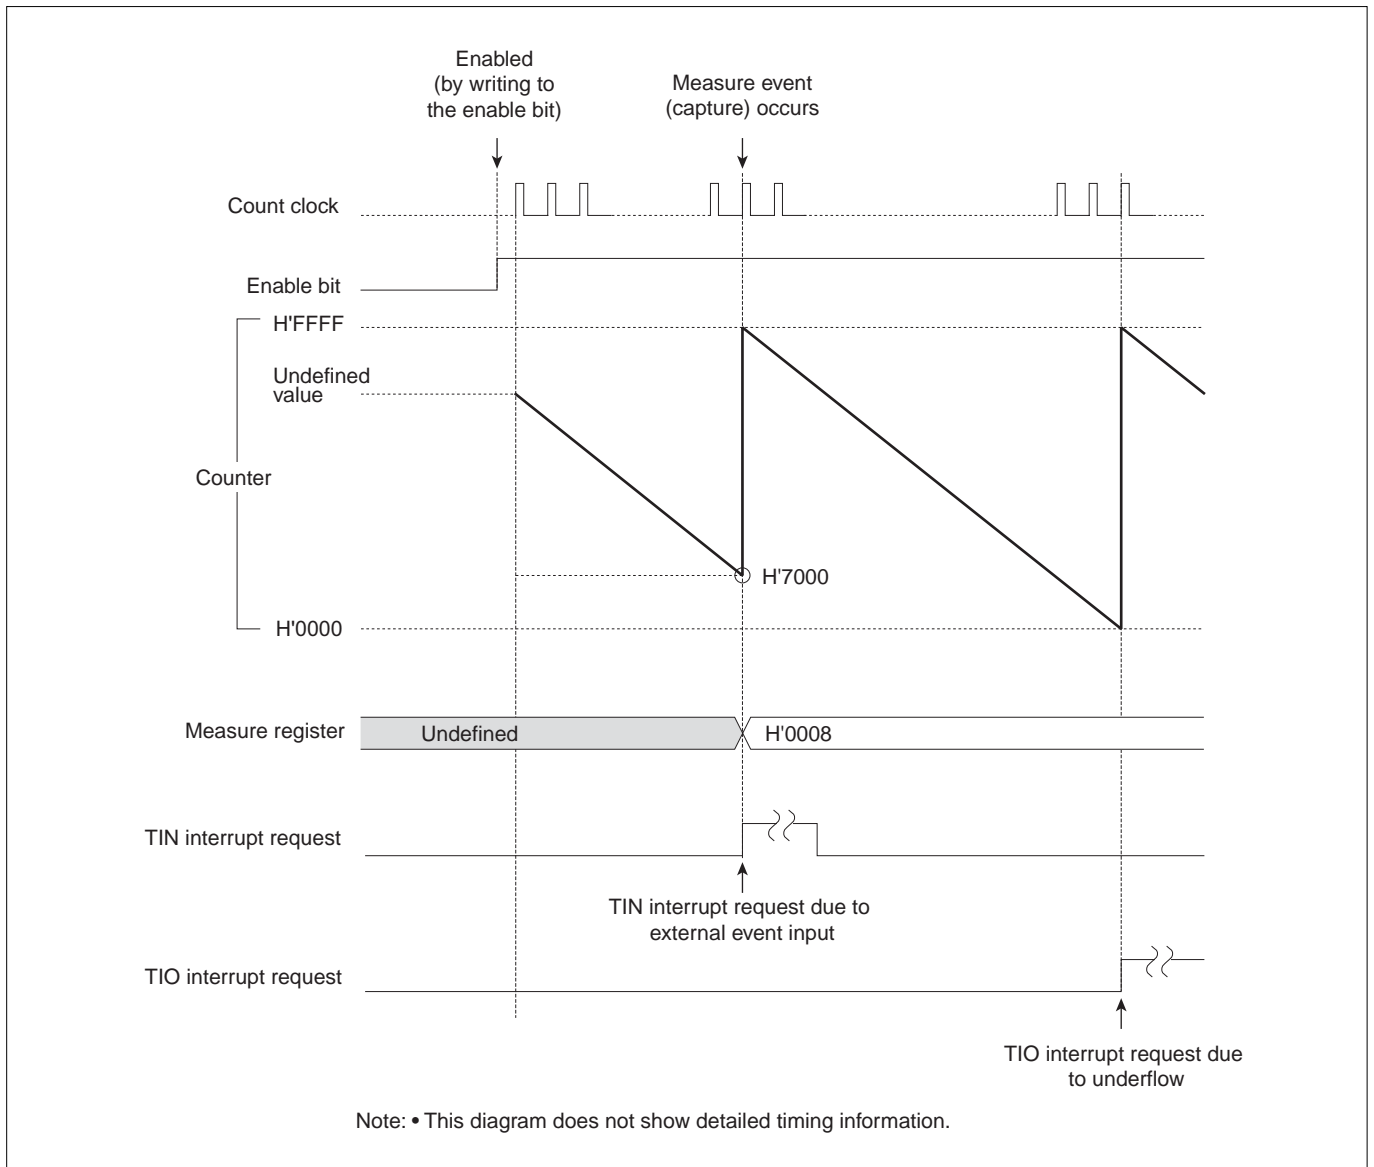 Enabled
(by writing to
the enable bit)
Measure event
(capture) occurs
Count clock
Enable bit
H'FFFF
Undefined
value
Counter
H'7000
H'0000
Measure register
Undefined
H'0008
TIN interrupt request
TIN interrupt request due to
external event input
TIO interrupt request
TIO interrupt request due
to underflow
Note: • This diagram does not show detailed timing information.